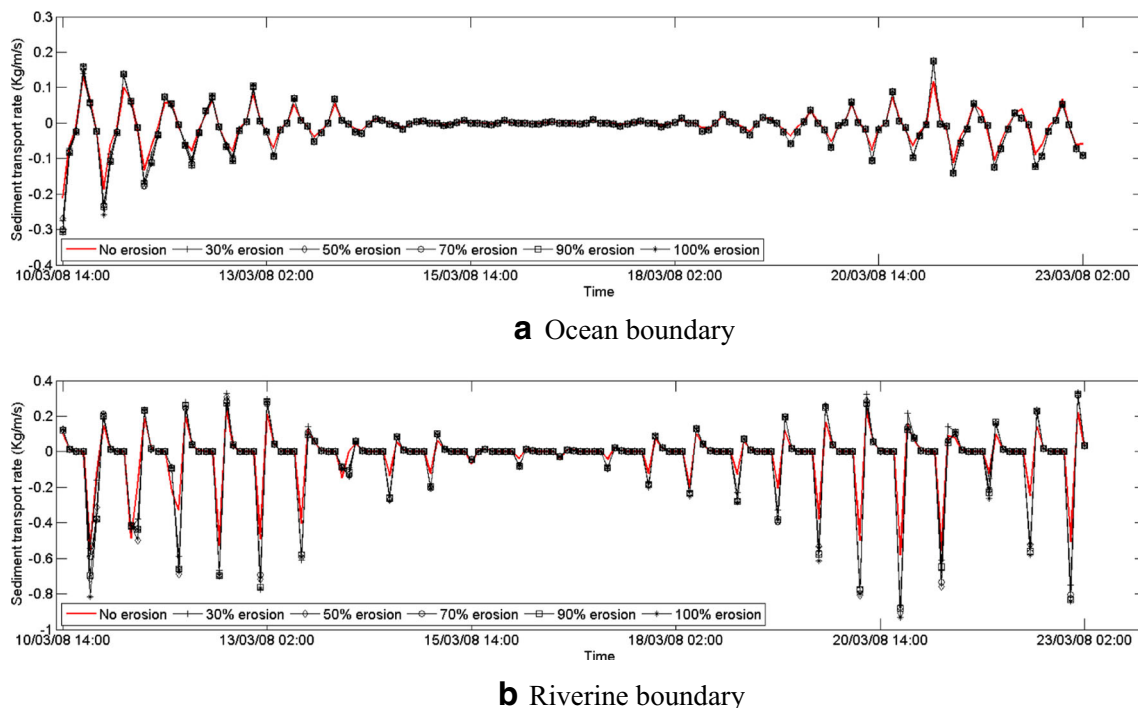 0.3
0.2
0.1
0
-0.1
-0.2
-0.3
-0.4
Sediment transport rate (Kg/m/s)
No erosion 30% erosion 50% erosion 70% erosion 90% erosion 100% erosion
10/03/08 14:00 13/03/08 02:00 15/03/08 14:00 18/03/08 02:00 20/03/08 14:00 23/03/08 02:00
Time
a Ocean boundary
0.4
0.2
0
-0.2
-0.4
-0.6
-0.8
-1
Sediment transport rate (Kg/m/s)
No erosion 30% erosion 50% erosion 70% erosion 90% erosion 100% erosion
10/03/08 14:00 13/03/08 02:00 15/03/08 14:00 18/03/08 02:00 20/03/08 14:00 23/03/08 02:00
Time
b Riverine boundary